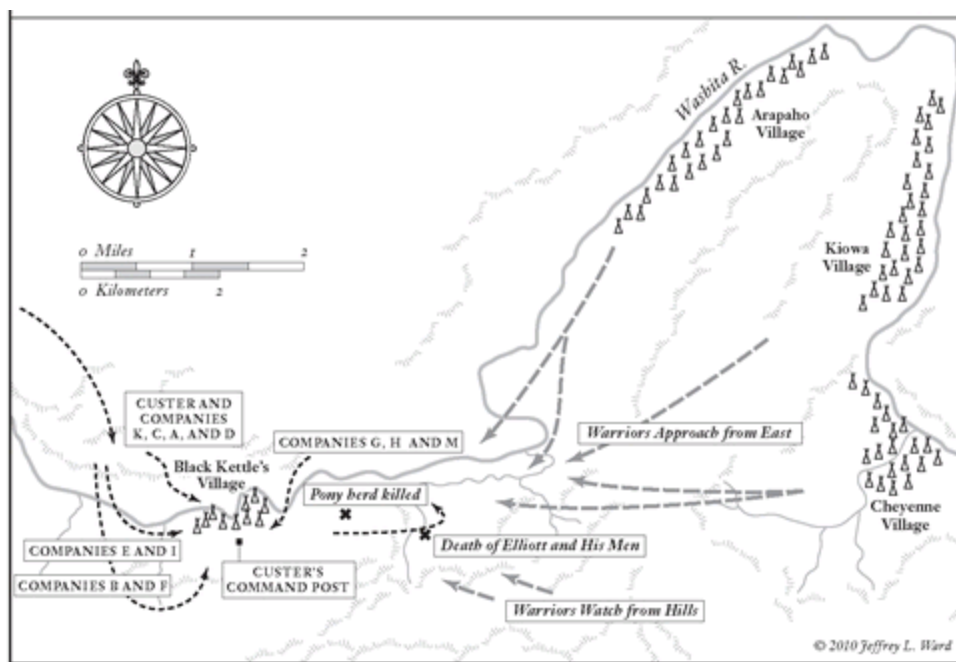 Washita R.
Arapaho
Village
Kiowa
Village
0 Miles 1 2
0 Kilometers 2
CUSTER AND
COMPANIES
K, C, A, AND D
COMPANIES G, H AND M
Warriors Approach from East
Black Kettle's
Village
Pony herd killed
Cheyenne
Village
COMPANIES E AND I
Death of Elliott and His Men
COMPANIES B AND F
CUSTER'S
COMMAND POST
Warriors Watch from Hills
© 2010 Jeffrey L. Ward